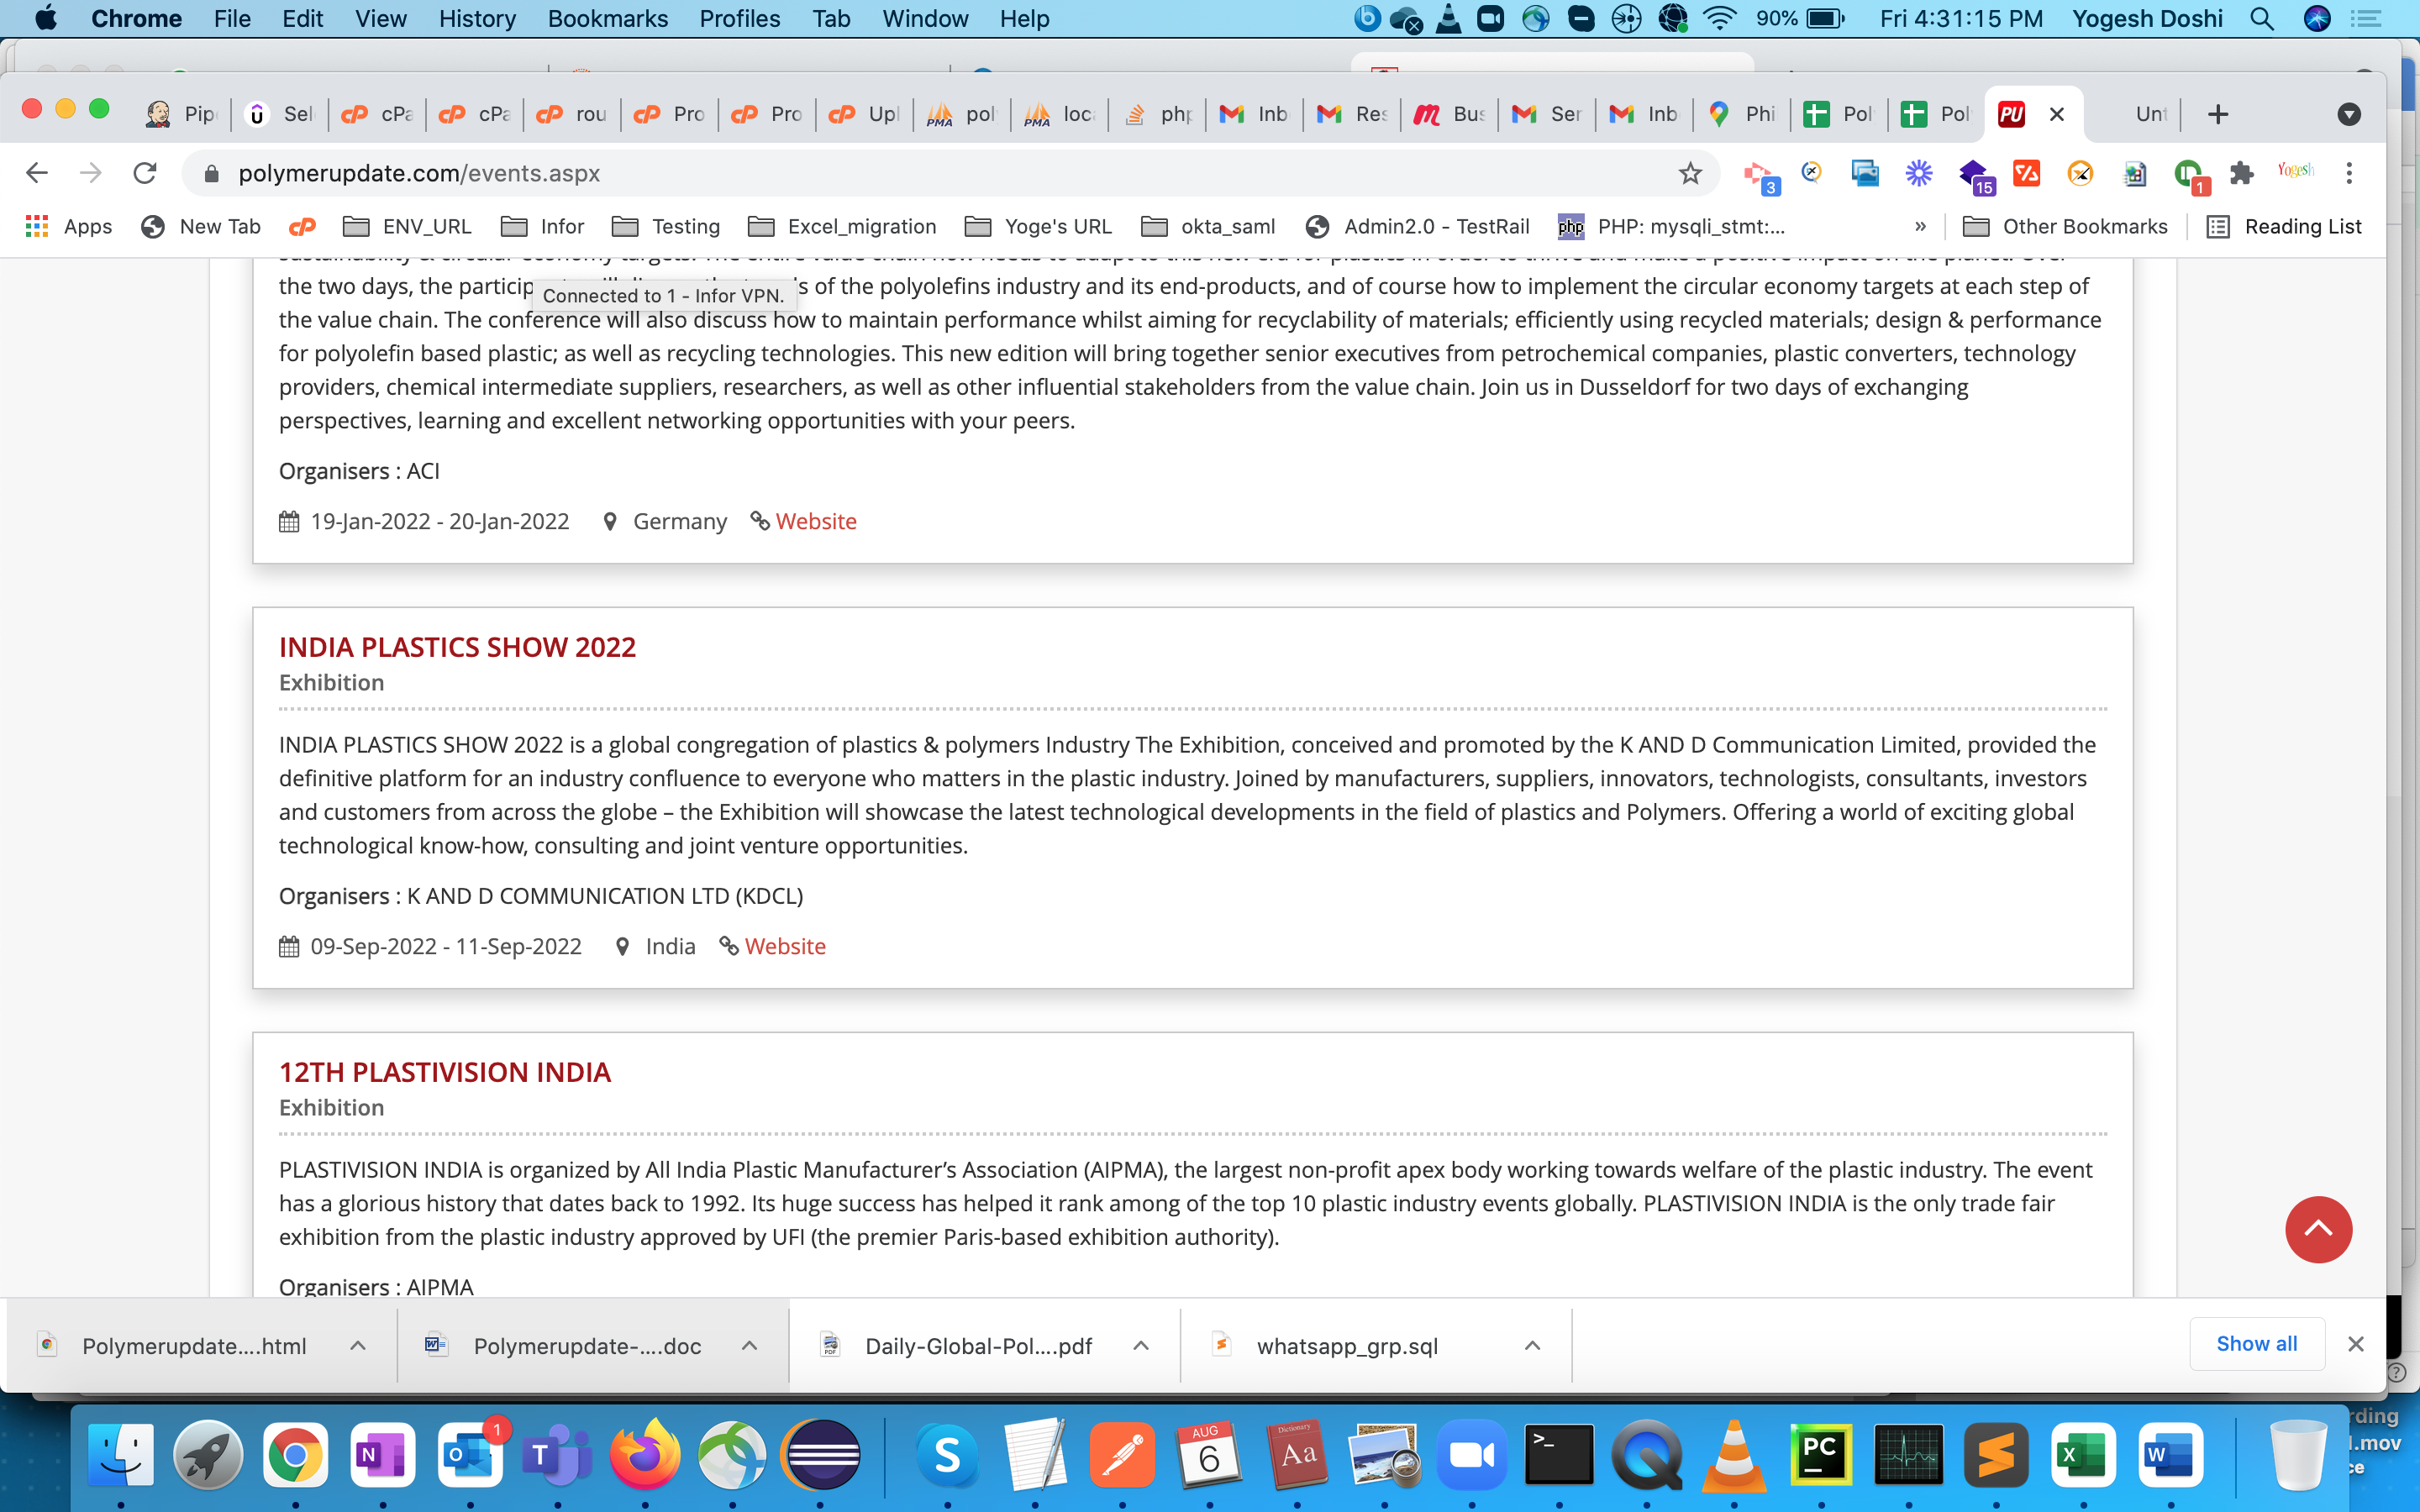 Chrome File Edit View History Bookmarks Profiles Tab Window Help 90% Fri 4:31:15 PM Yogesh Doshi
Pip Sel cPa cPa rou Pro Pro Upl pol loc php Inb Res Bus Ser Inb Phi Pol Pol PU Unt
polymerupdate.com/events.aspx 3 15 1 Yogesh
Apps New Tab ENV_URL Infor Testing Excel_migration Yoge's URL okta_saml Admin2.0 - TestRail php PHP: mysqli_stmt:... » Other Bookmarks Reading List
the two days, the particip s of the polyolefins industry and its end-products, and of course how to implement the circular economy targets at each step of
Connected to 1 - Infor VPN.
the value chain. The conference will also discuss how to maintain performance whilst aiming for recyclability of materials; efficiently using recycled materials; design & performance
for polyolefin based plastic; as well as recycling technologies. This new edition will bring together senior executives from petrochemical companies, plastic converters, technology
providers, chemical intermediate suppliers, researchers, as well as other influential stakeholders from the value chain. Join us in Dusseldorf for two days of exchanging
perspectives, learning and excellent networking opportunities with your peers.
Organisers : ACI
19-Jan-2022 - 20-Jan-2022 Germany Website
INDIA PLASTICS SHOW 2022
Exhibition
INDIA PLASTICS SHOW 2022 is a global congregation of plastics & polymers Industry The Exhibition, conceived and promoted by the K AND D Communication Limited, provided the
definitive platform for an industry confluence to everyone who matters in the plastic industry. Joined by manufacturers, suppliers, innovators, technologists, consultants, investors
and customers from across the globe – the Exhibition will showcase the latest technological developments in the field of plastics and Polymers. Offering a world of exciting global
technological know-how, consulting and joint venture opportunities.
Organisers : K AND D COMMUNICATION LTD (KDCL)
09-Sep-2022 - 11-Sep-2022 India Website
12TH PLASTIVISION INDIA
Exhibition
PLASTIVISION INDIA is organized by All India Plastic Manufacturer’s Association (AIPMA), the largest non-profit apex body working towards welfare of the plastic industry. The event
has a glorious history that dates back to 1992. Its huge success has helped it rank among of the top 10 plastic industry events globally. PLASTIVISION INDIA is the only trade fair
exhibition from the plastic industry approved by UFI (the premier Paris-based exhibition authority).
Organisers : AIPMA
Polymerupdate....html Polymerupdate-....doc Daily-Global-Pol....pdf whatsapp_grp.sql Show all
rding
l.mov
ce
1
AUG
6
Dictionary
Aa
PC